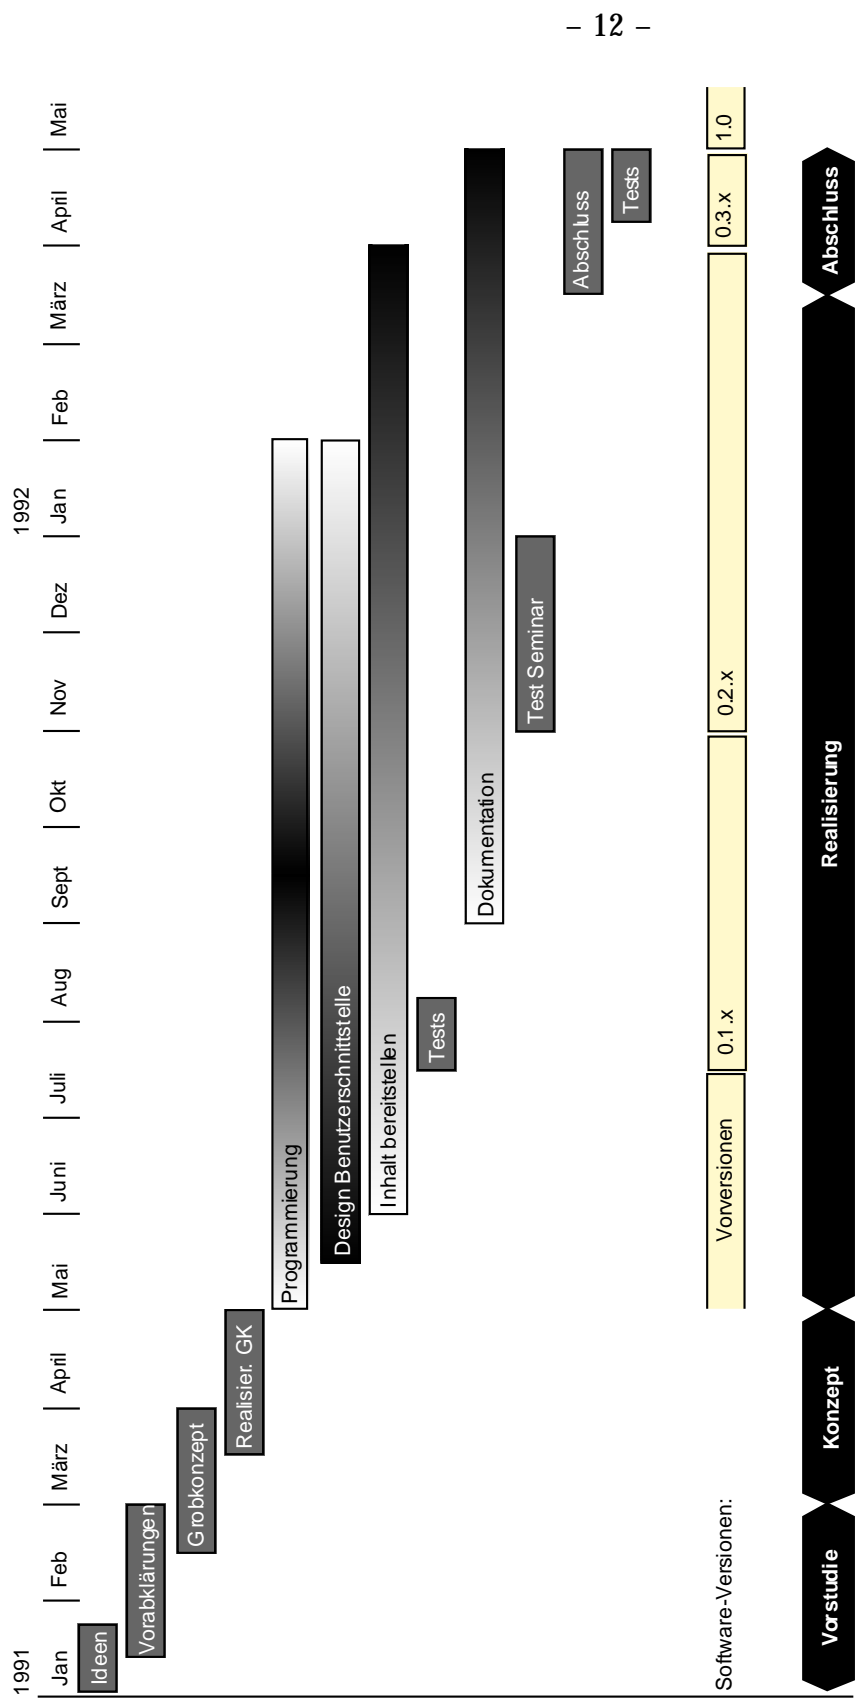 – 12 –
1991 1992
Jan Feb März April Mai Juni Juli Aug Sept Okt Nov Dez Jan Feb März April Mai
Ideen
Vorabklärungen
Grobkonzept
Realisier. GK
Programmierung
Design Benutzerschnittstelle
Inhalt bereitstellen
Tests
Dokumentation
Test Seminar
Abschluss
Tests
Software-Versionen: Vorversionen 0.1.x 0.2.x 0.3.x 1.0
Vorstudie Konzept Realisierung Abschluss